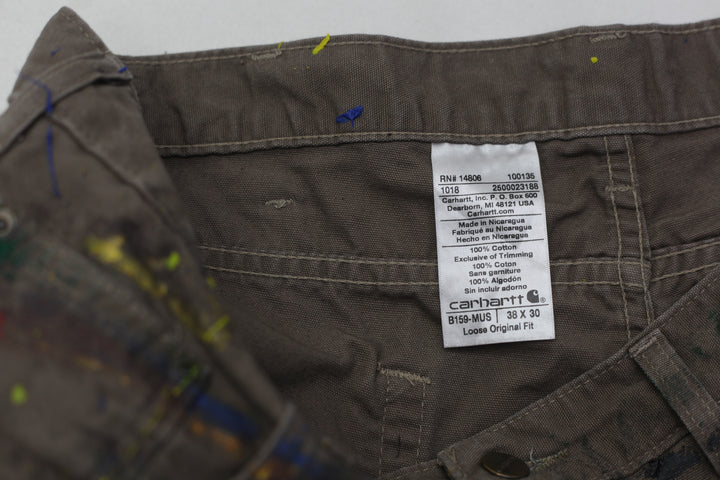 RN# 14806 100135
1018 2500023188
Carhartt, Inc. P.O. Box 600
Dearborn, MI 48121 USA
Carhartt.com
Made in Nicaragua
Fabriqué au Nicaragua
Hecho en Nicaragua
100% Cotton
Exclusive of Trimming
100% Coton
Sans garniture
100% Algodón
Sin incluir adorno
carhartt
B159-MUS 38 X 30
Loose Original Fit